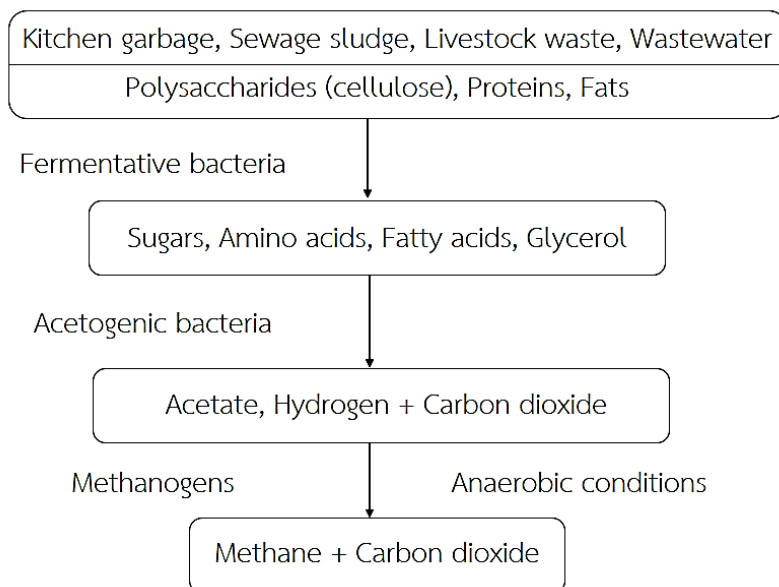 Kitchen garbage, Sewage sludge, Livestock waste, Wastewater
Polysaccharides (cellulose), Proteins, Fats
Fermentative bacteria
Sugars, Amino acids, Fatty acids, Glycerol
Acetogenic bacteria
Acetate, Hydrogen + Carbon dioxide
Methanogens
Anaerobic conditions
Methane + Carbon dioxide